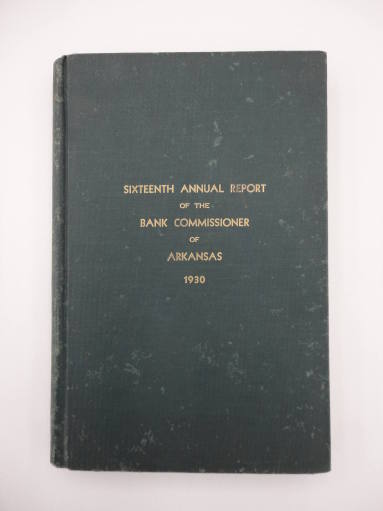 SIXTEENTH ANNUAL REPORT
OF THE
BANK COMMISSIONER
OF
ARKANSAS
1930